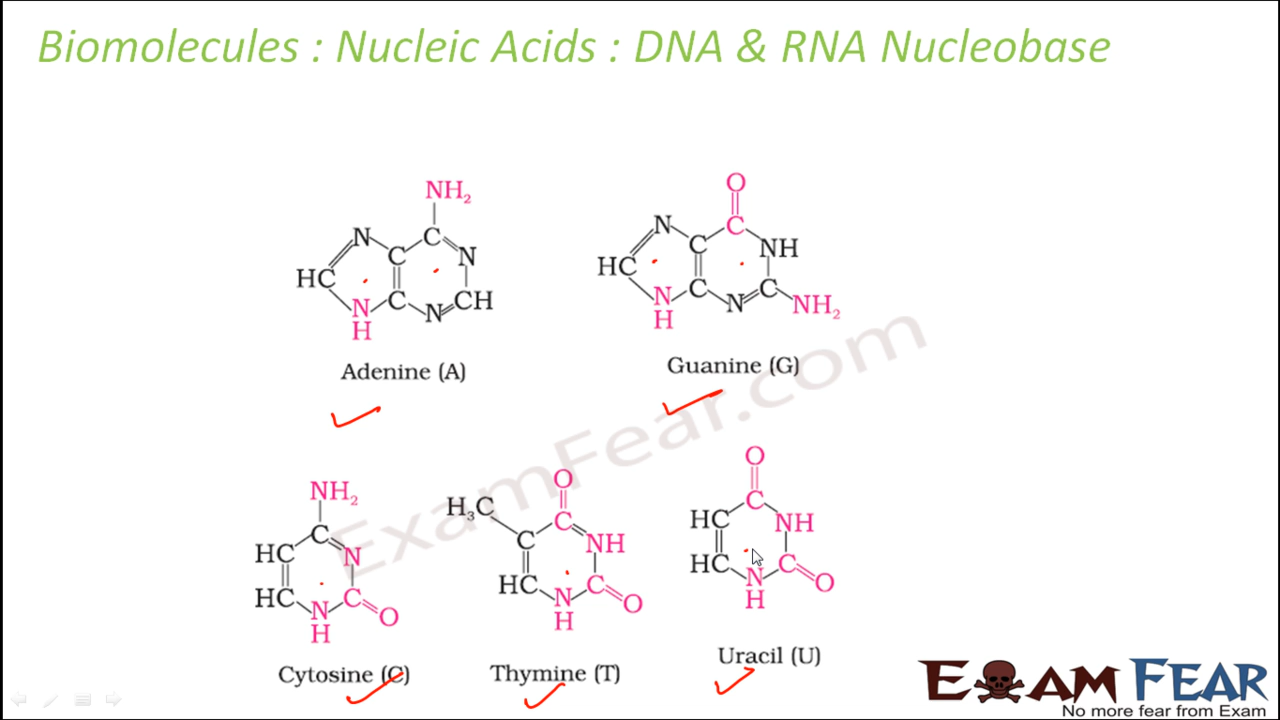 Biomolecules : Nucleic Acids : DNA & RNA Nucleobase
NH2
N
C
N
HC
C
N
H
C
N
CH
Adenine (A)
O
C
N
C
NH
HC
N
H
C
N
C
NH2
Guanine (G)
NH2
C
HC
N
HC
N
H
C
O
Cytosine (C)
O
H3C
C
C
NH
HC
N
H
C
O
Thymine (T)
O
C
HC
NH
HC
N
H
C
O
Uracil (U)
ExamFear.com
EXAM FEAR
No more fear from Exam